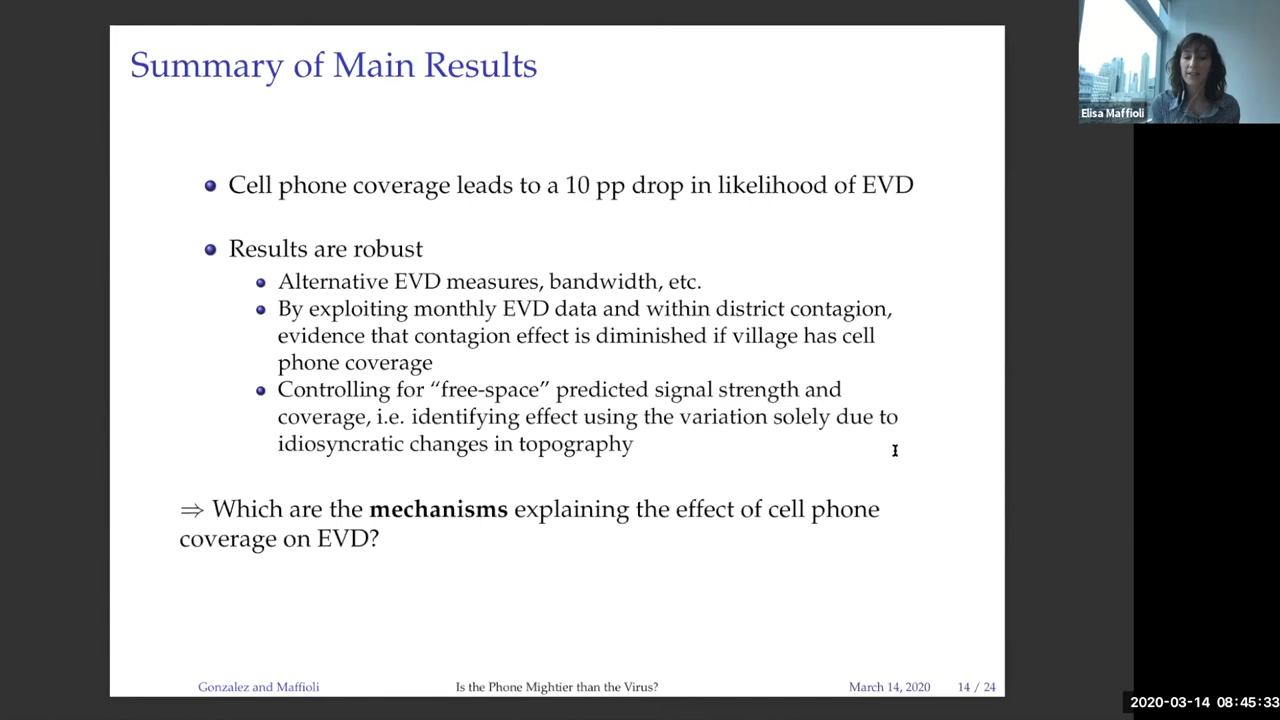 Summary of Main Results
Cell phone coverage leads to a 10 pp drop in likelihood of EVD
Results are robust
Alternative EVD measures, bandwidth, etc.
By exploiting monthly EVD data and within district contagion,
evidence that contagion effect is diminished if village has cell
phone coverage
Controlling for “free-space” predicted signal strength and
coverage, i.e. identifying effect using the variation solely due to
idiosyncratic changes in topography
⇒ Which are the mechanisms explaining the effect of cell phone
coverage on EVD?
Gonzalez and Maffioli Is the Phone Mightier than the Virus? March 14, 2020 14 / 24
Elisa Maffioli
2020-03-14 08:45:33